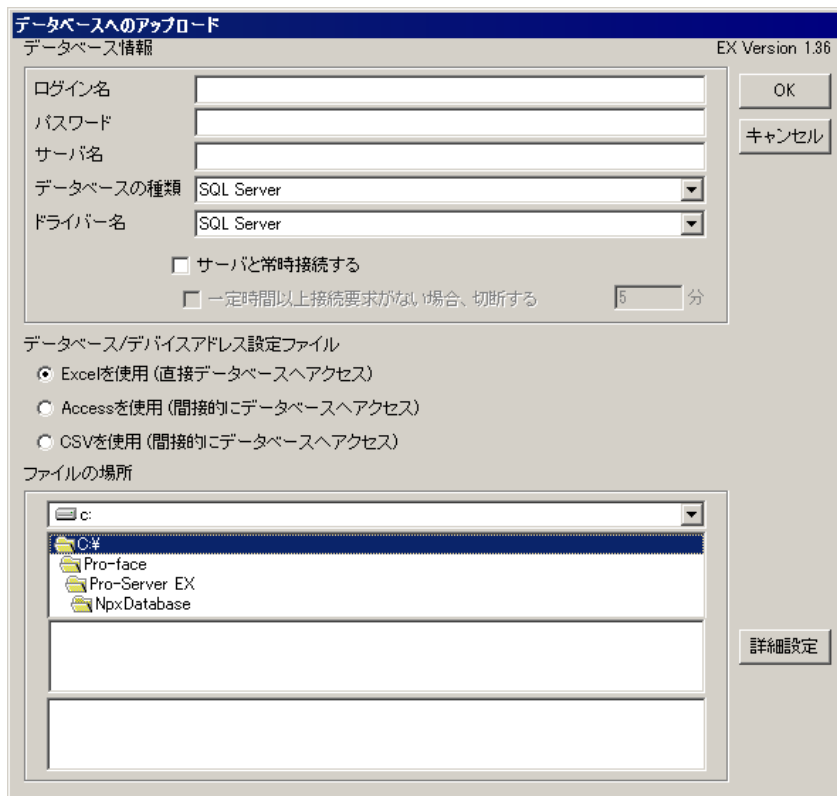 データベースへのアップロード
データベース情報
EX Version 1.36
ログイン名
OK
パスワード
キャンセル
サーバ名
データベースの種類 SQL Server
ドライバー名 SQL Server
サーバと常時接続する
一定時間以上接続要求がない場合、切断する 5 分
データベース/デバイスアドレス設定ファイル
Excelを使用 (直接データベースへアクセス)
Accessを使用 (間接的にデータベースへアクセス)
CSVを使用 (間接的にデータベースへアクセス)
ファイルの場所
c:
C:¥
Pro-face
Pro-Server EX
NpxDatabase
詳細設定